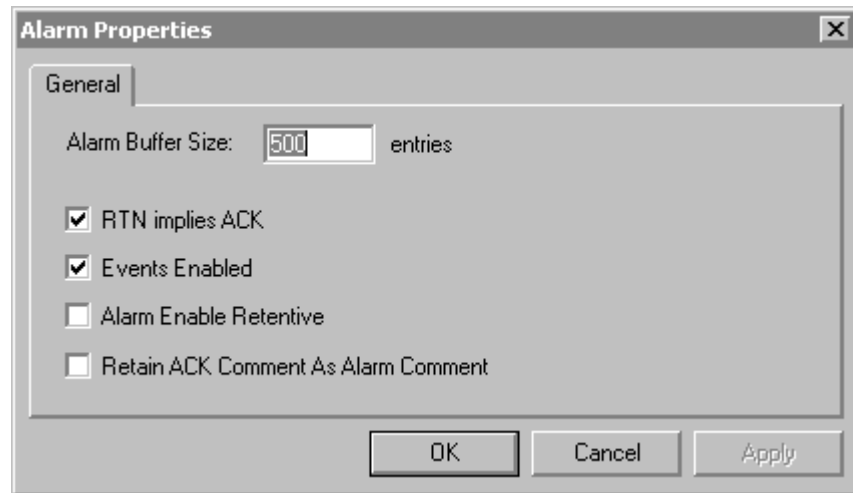 Alarm Properties
General
Alarm Buffer Size: 500 entries
RTN implies ACK
Events Enabled
Alarm Enable Retentive
Retain ACK Comment As Alarm Comment
OK Cancel Apply